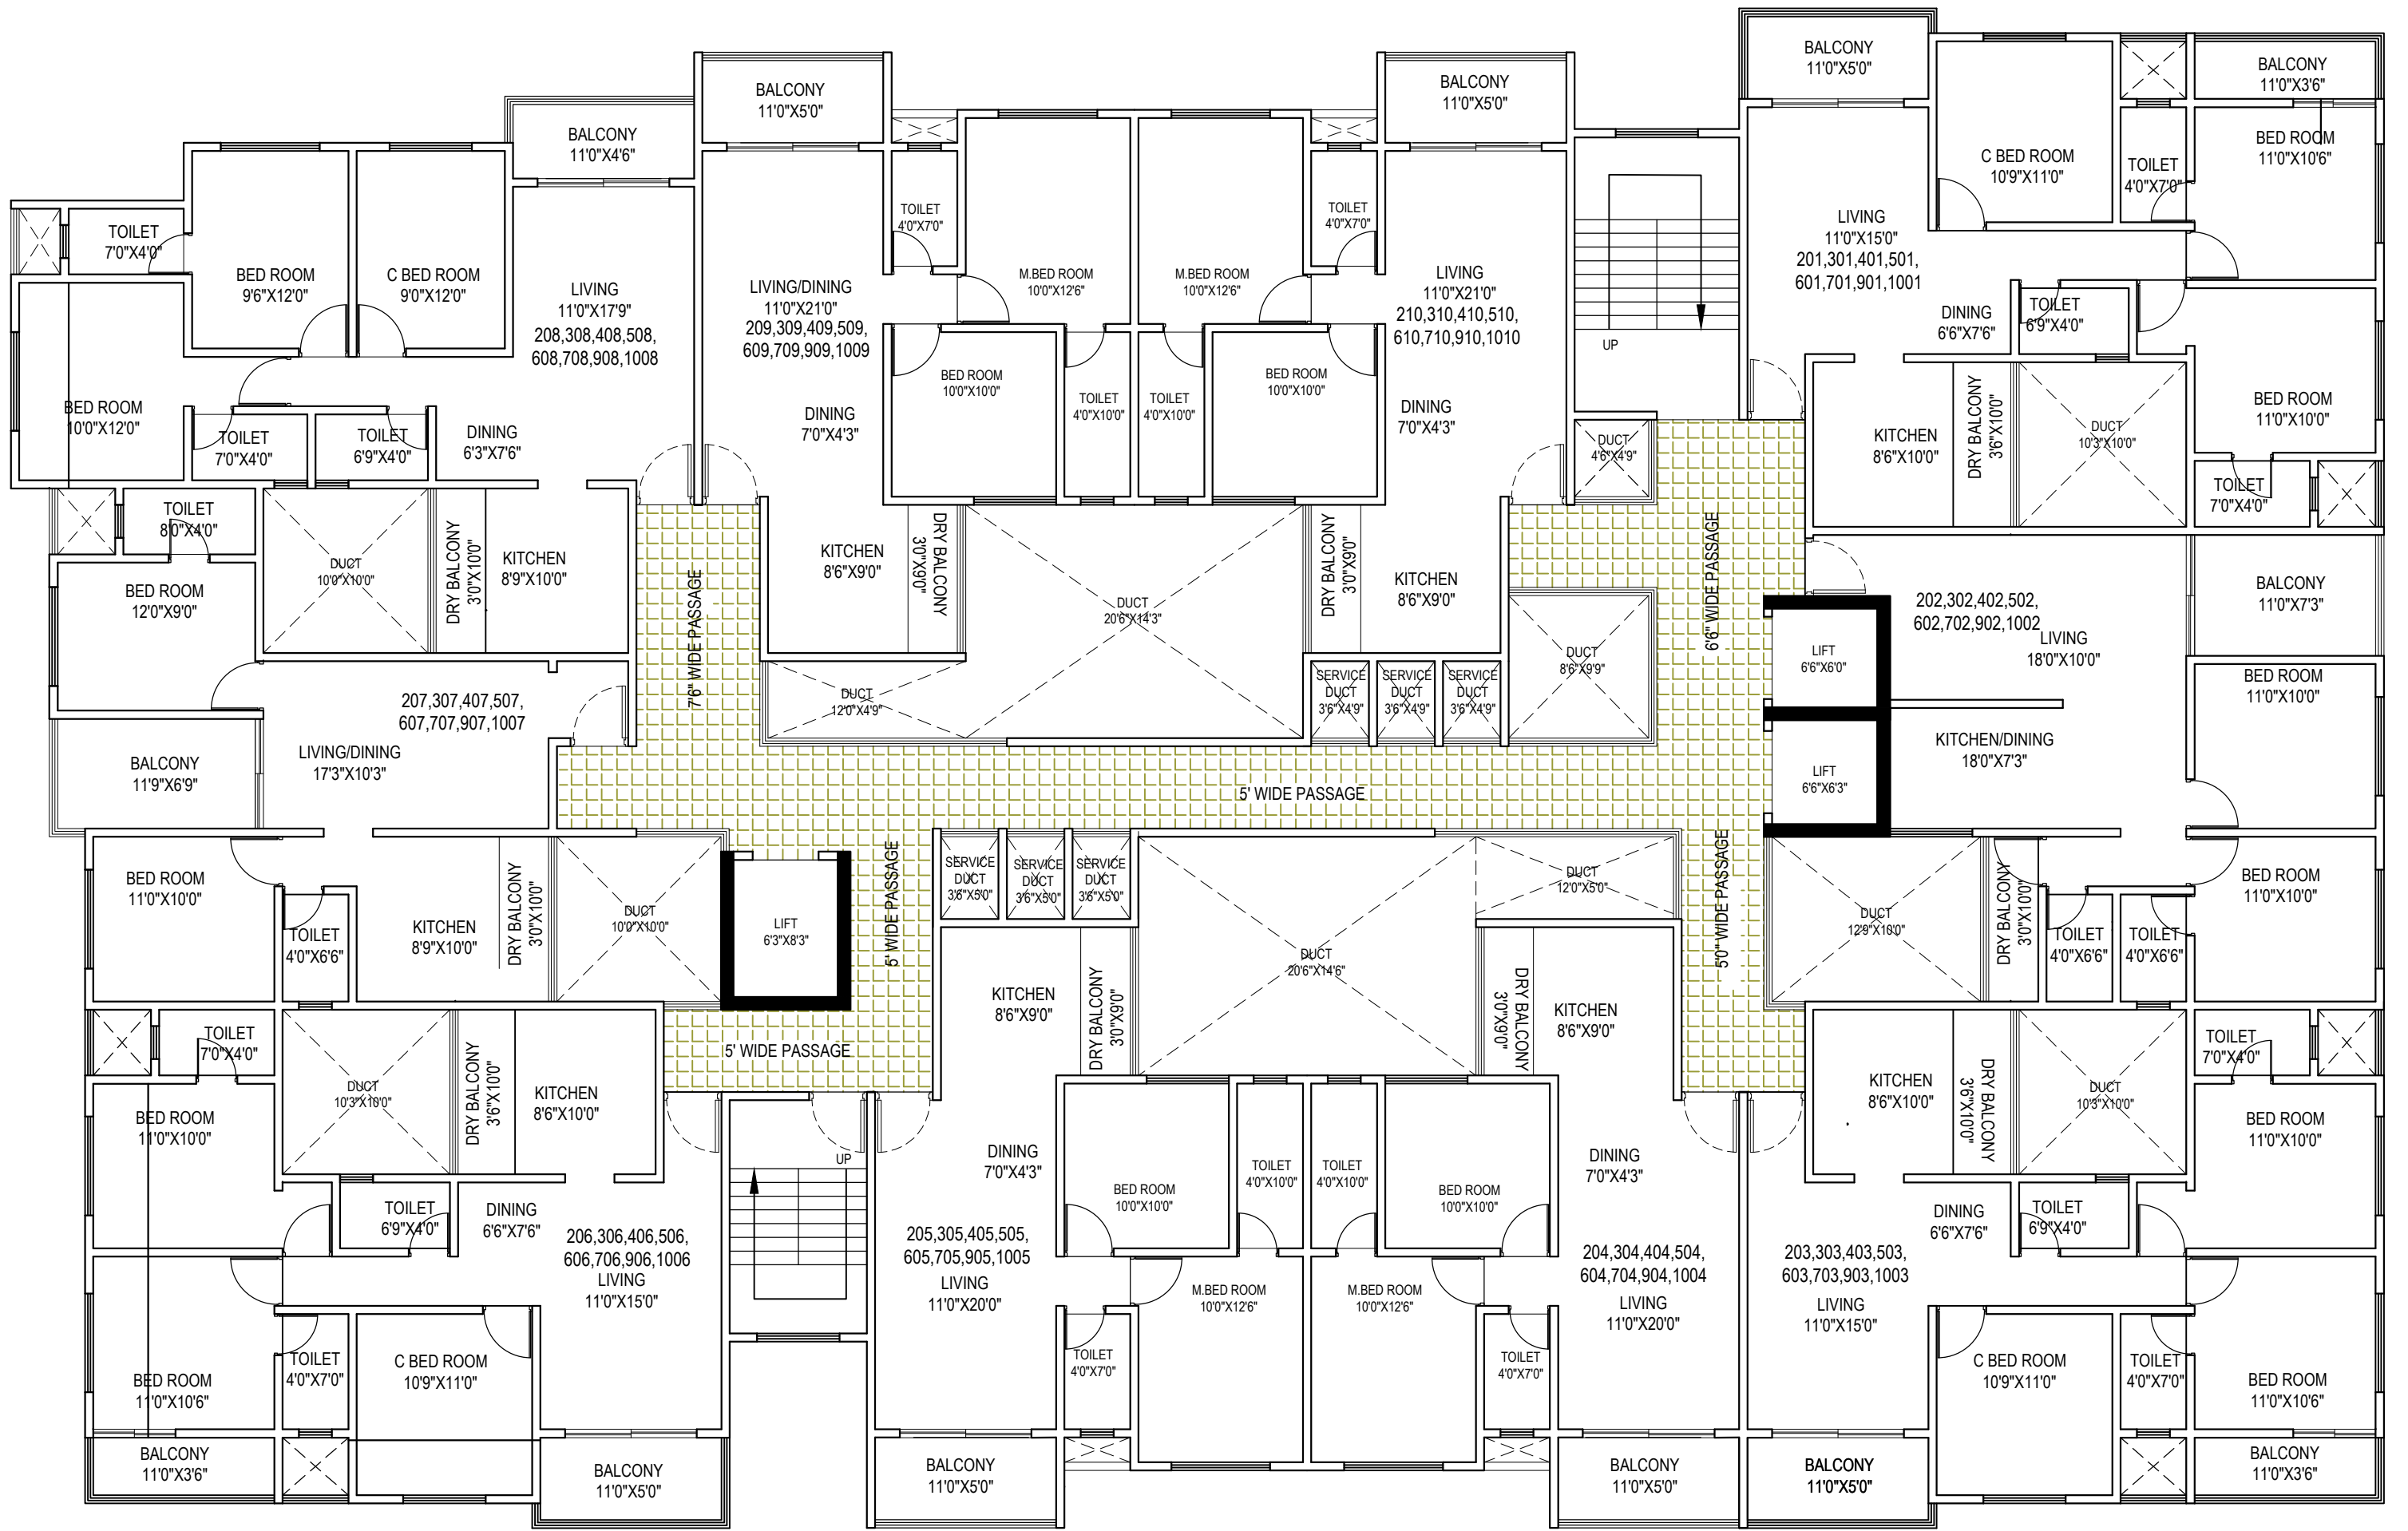 BALCONY
11'0"X4'6"
BED ROOM
9'6"X12'0"
C BED ROOM
9'0"X12'0"
TOILET
7'0"X4'0"
LIVING
11'0"X17'9"
208,308,408,508,
608,708,908,1008
BED ROOM
10'0"X12'0"
TOILET
7'0"X4'0"
TOILET
6'9"X4'0"
DINING
6'3"X7'6"
DUCT
10'0"X10'0"
DRY BALCONY
3'0"X10'0"
KITCHEN
8'9"X10'0"
BALCONY
11'0"X5'0"
LIVING/DINING
11'0"X21'0"
209,309,409,509,
609,709,909,1009
TOILET
4'0"X7'0"
M.BED ROOM
10'0"X12'6"
BED ROOM
10'0"X10'0"
TOILET
4'0"X10'0"
DINING
7'0"X4'3"
KITCHEN
8'6"X9'0"
DRY BALCONY
3'0"X9'0"
DUCT
20'6"X14'3"
DUCT
12'0"X4'9"
BALCONY
11'0"X5'0"
M.BED ROOM
10'0"X12'6"
TOILET
4'0"X7'0"
LIVING
11'0"X21'0"
210,310,410,510,
610,710,910,1010
TOILET
4'0"X10'0"
BED ROOM
10'0"X10'0"
DINING
7'0"X4'3"
DRY BALCONY
3'0"X9'0"
KITCHEN
8'6"X9'0"
UP
DUCT
4'6"X4'9"
DUCT
8'6"X9'9"
SERVICE
DUCT
3'6"X4'9"
SERVICE
DUCT
3'6"X4'9"
SERVICE
DUCT
3'6"X4'9"
BALCONY
11'0"X5'0"
C BED ROOM
10'9"X11'0"
BALCONY
11'0"X3'6"
BED ROOM
11'0"X10'6"
TOILET
4'0"X7'0"
LIVING
11'0"X15'0"
201,301,401,501,
601,701,901,1001
DINING
6'6"X7'6"
TOILET
6'9"X4'0"
KITCHEN
8'6"X10'0"
DRY BALCONY
3'6"X10'0"
DUCT
10'3"X10'0"
BED ROOM
11'0"X10'0"
TOILET
7'0"X4'0"
7'6" WIDE PASSAGE
6'6" WIDE PASSAGE
5' WIDE PASSAGE
5' WIDE PASSAGE
5' WIDE PASSAGE
5'0" WIDE PASSAGE
LIFT
6'6"X6'0"
LIFT
6'6"X6'3"
202,302,402,502,
602,702,902,1002
LIVING
18'0"X10'0"
BALCONY
11'0"X7'3"
BED ROOM
11'0"X10'0"
KITCHEN/DINING
18'0"X7'3"
DUCT
12'9"X10'0"
DRY BALCONY
3'0"X10'0"
TOILET
4'0"X6'6"
TOILET
4'0"X6'6"
BED ROOM
11'0"X10'0"
TOILET
8'0"X4'0"
BED ROOM
12'0"X9'0"
207,307,407,507,
607,707,907,1007
LIVING/DINING
17'3"X10'3"
BALCONY
11'9"X6'9"
BED ROOM
11'0"X10'0"
TOILET
4'0"X6'6"
KITCHEN
8'9"X10'0"
DRY BALCONY
3'0"X10'0"
DUCT
10'0"X10'0"
LIFT
6'3"X8'3"
TOILET
7'0"X4'0"
BED ROOM
11'0"X10'0"
DUCT
10'3"X10'0"
DRY BALCONY
3'6"X10'0"
KITCHEN
8'6"X10'0"
TOILET
6'9"X4'0"
DINING
6'6"X7'6"
206,306,406,506,
606,706,906,1006
LIVING
11'0"X15'0"
BED ROOM
11'0"X10'6"
TOILET
4'0"X7'0"
C BED ROOM
10'9"X11'0"
BALCONY
11'0"X3'6"
BALCONY
11'0"X5'0"
UP
SERVICE
DUCT
3'6"X5'0"
SERVICE
DUCT
3'6"X5'0"
SERVICE
DUCT
3'6"X5'0"
KITCHEN
8'6"X9'0"
DRY BALCONY
3'0"X9'0"
DUCT
20'6"X14'6"
DUCT
12'0"X5'0"
DINING
7'0"X4'3"
BED ROOM
10'0"X10'0"
TOILET
4'0"X10'0"
205,305,405,505,
605,705,905,1005
LIVING
11'0"X20'0"
M.BED ROOM
10'0"X12'6"
TOILET
4'0"X7'0"
BALCONY
11'0"X5'0"
DRY BALCONY
3'0"X9'0"
KITCHEN
8'6"X9'0"
TOILET
4'0"X10'0"
BED ROOM
10'0"X10'0"
DINING
7'0"X4'3"
M.BED ROOM
10'0"X12'6"
204,304,404,504,
604,704,904,1004
LIVING
11'0"X20'0"
TOILET
4'0"X7'0"
BALCONY
11'0"X5'0"
KITCHEN
8'6"X10'0"
DRY BALCONY
3'6"X10'0"
DUCT
10'3"X10'0"
TOILET
7'0"X4'0"
BED ROOM
11'0"X10'0"
DINING
6'6"X7'6"
TOILET
6'9"X4'0"
203,303,403,503,
603,703,903,1003
LIVING
11'0"X15'0"
C BED ROOM
10'9"X11'0"
TOILET
4'0"X7'0"
BED ROOM
11'0"X10'6"
BALCONY
11'0"X5'0"
BALCONY
11'0"X3'6"